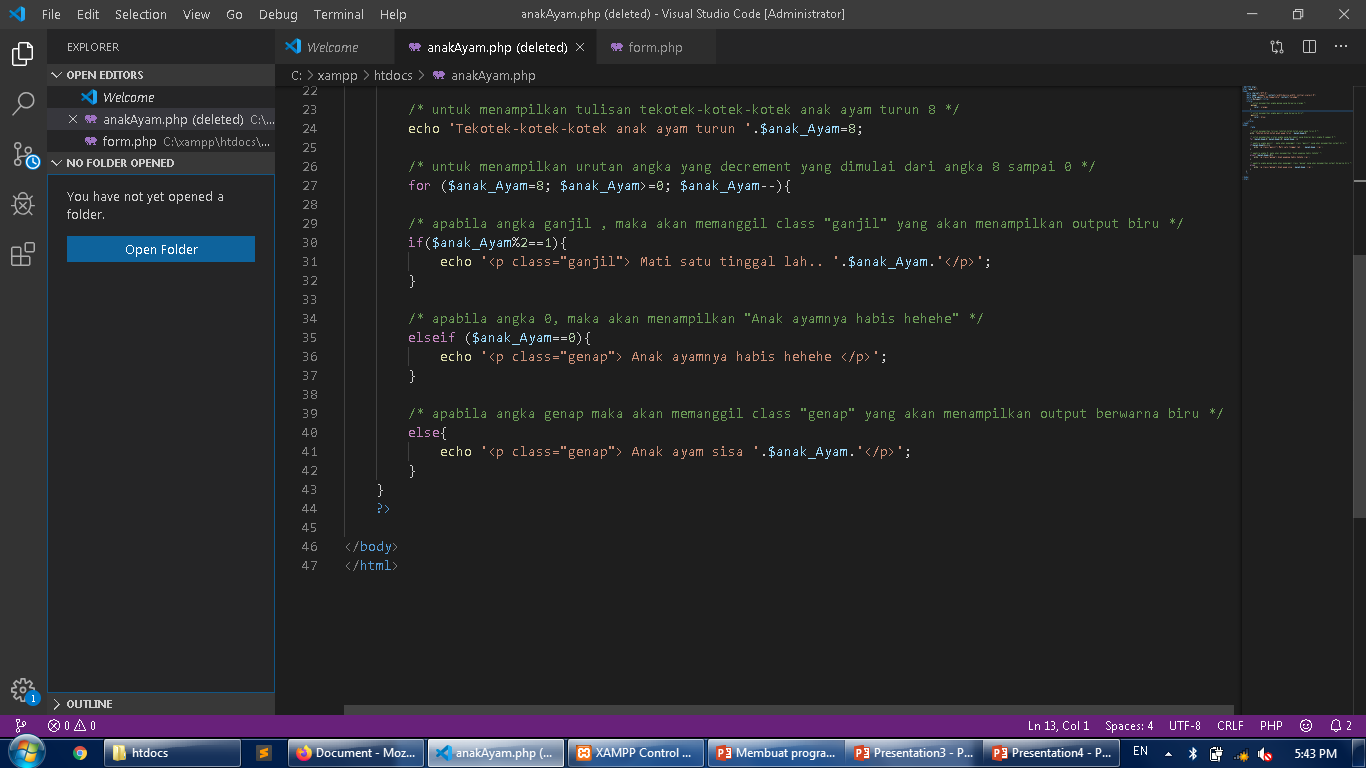 File Edit Selection View Go Debug Terminal Help anakAyam.php (deleted) - Visual Studio Code [Administrator]
EXPLORER
OPEN EDITORS
Welcome
anakAyam.php (deleted) C:\...
form.php C:\xampp\htdocs\...
NO FOLDER OPENED
You have not yet opened a
folder.
Open Folder
OUTLINE
1
Welcome anakAyam.php (deleted) form.php
C: > xampp > htdocs > anakAyam.php
22
23 /* untuk menampilkan tulisan tekotek-kotek-kotek anak ayam turun 8 */
24 echo 'Tekotek-kotek-kotek anak ayam turun '.$anak_Ayam=8;
25
26 /* untuk menampilkan urutan angka yang decrement yang dimulai dari angka 8 sampai 0 */
27 for ($anak_Ayam=8; $anak_Ayam>=0; $anak_Ayam--){
28
29 /* apabila angka ganjil , maka akan memanggil class "ganjil" yang akan menampilkan output biru */
30 if($anak_Ayam%2==1){
31 echo '<p class="ganjil"> Mati satu tinggal lah.. '.$anak_Ayam.'</p>';
32 }
33
34 /* apabila angka 0, maka akan menampilkan "Anak ayamnya habis hehehe" */
35 elseif ($anak_Ayam==0){
36 echo '<p class="genap"> Anak ayamnya habis hehehe </p>';
37 }
38
39 /* apabila angka genap maka akan memanggil class "genap" yang akan menampilkan output berwarna biru */
40 else{
41 echo '<p class="genap"> Anak ayam sisa '.$anak_Ayam.'</p>';
42 }
43 }
44 ?>
45
46 </body>
47 </html>
0 0 Ln 13, Col 1 Spaces: 4 UTF-8 CRLF PHP 2
htdocs Document - Moz... anakAyam.php (... XAMPP Control ... Membuat progra... Presentation3 - P... Presentation4 - P... EN 5:43 PM